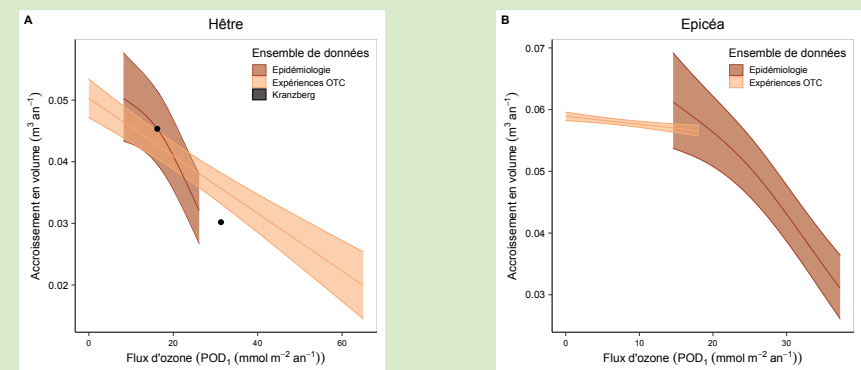 A
Hêtre
Accroissement en volume (m³ an⁻¹)
0.05
0.04
0.03
0.02
Ensemble de données
Epidémiologie
Expériences OTC
Kranzberg
0
20
40
60
Flux d'ozone (POD₁ (mmol m⁻² an⁻¹))
B
Epicéa
Accroissement en volume (m³ an⁻¹)
0.07
0.06
0.05
0.04
0.03
Ensemble de données
Epidémiologie
Expériences OTC
0
10
20
30
Flux d'ozone (POD₁ (mmol m⁻² an⁻¹))